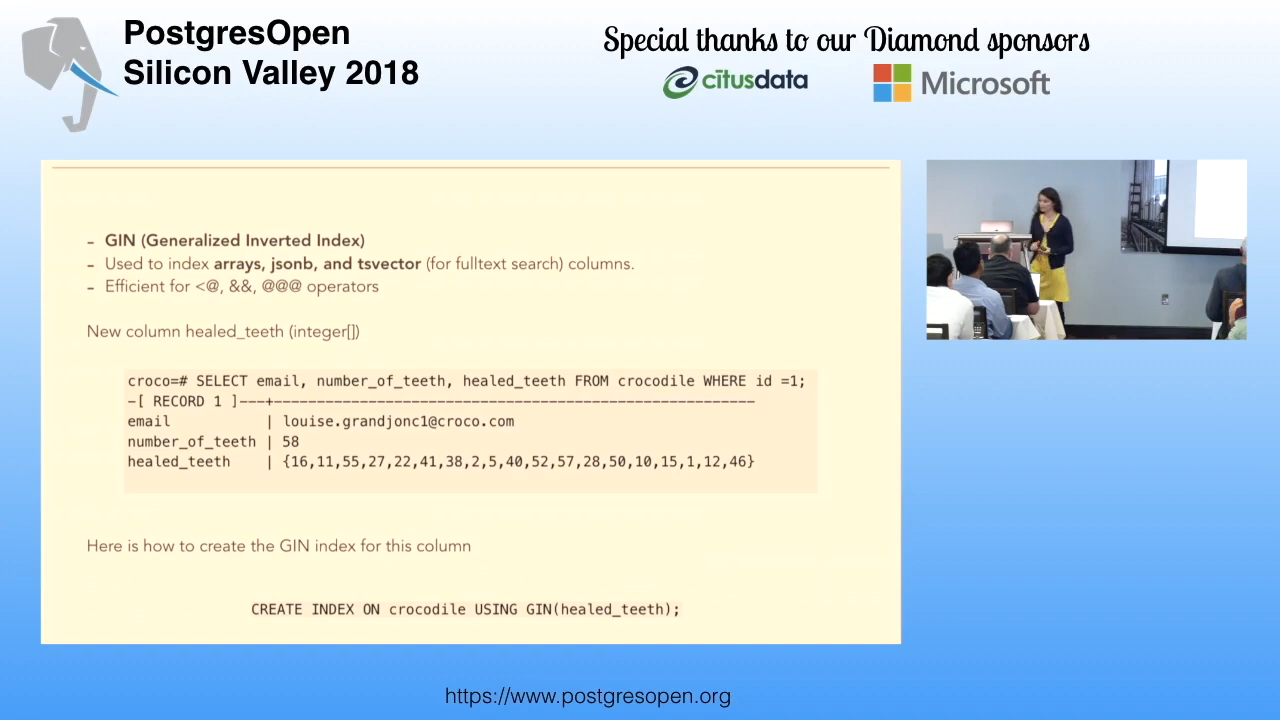 PostgresOpen
Silicon Valley 2018
Special thanks to our Diamond sponsors
citusdata
Microsoft
- GIN (Generalized Inverted Index)
- Used to index arrays, jsonb, and tsvector (for fulltext search) columns.
- Efficient for <@, &&, @@@ operators
New column healed_teeth (integer[])
croco=# SELECT email, number_of_teeth, healed_teeth FROM crocodile WHERE id =1;
-[ RECORD 1 ]---+---------------------------------------------------------
email | louise.grandjonc1@croco.com
number_of_teeth | 58
healed_teeth | {16,11,55,27,22,41,38,2,5,40,52,57,28,50,10,15,1,12,46}
Here is how to create the GIN index for this column
CREATE INDEX ON crocodile USING GIN(healed_teeth);
https://www.postgresopen.org